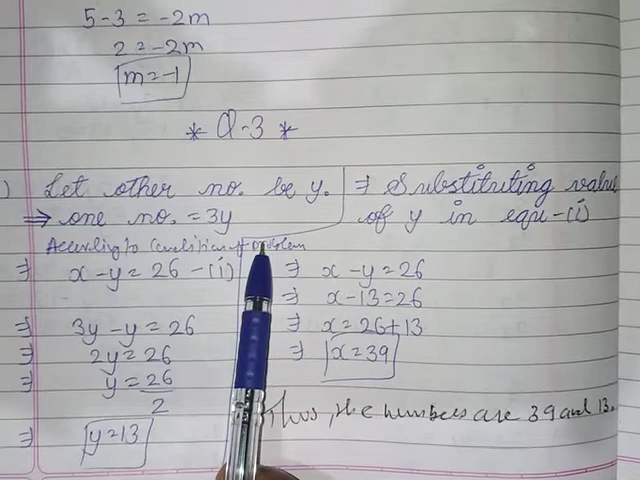 5-3 = -2m
2 = -2m
m = -1
* Q-3 *
) Let other no. be y.
⇒ one no. = 3y
According to Condition of problem
⇒ x - y = 26 - (i)
⇒ 3y - y = 26
⇒ 2y = 26
⇒ y = 26/2
⇒ y = 13
⇒ Substituting value
of y in equ - (i)
⇒ x - y = 26
⇒ x - 13 = 26
⇒ x = 26 + 13
⇒ x = 39
Thus, the numbers are 39 and 13.